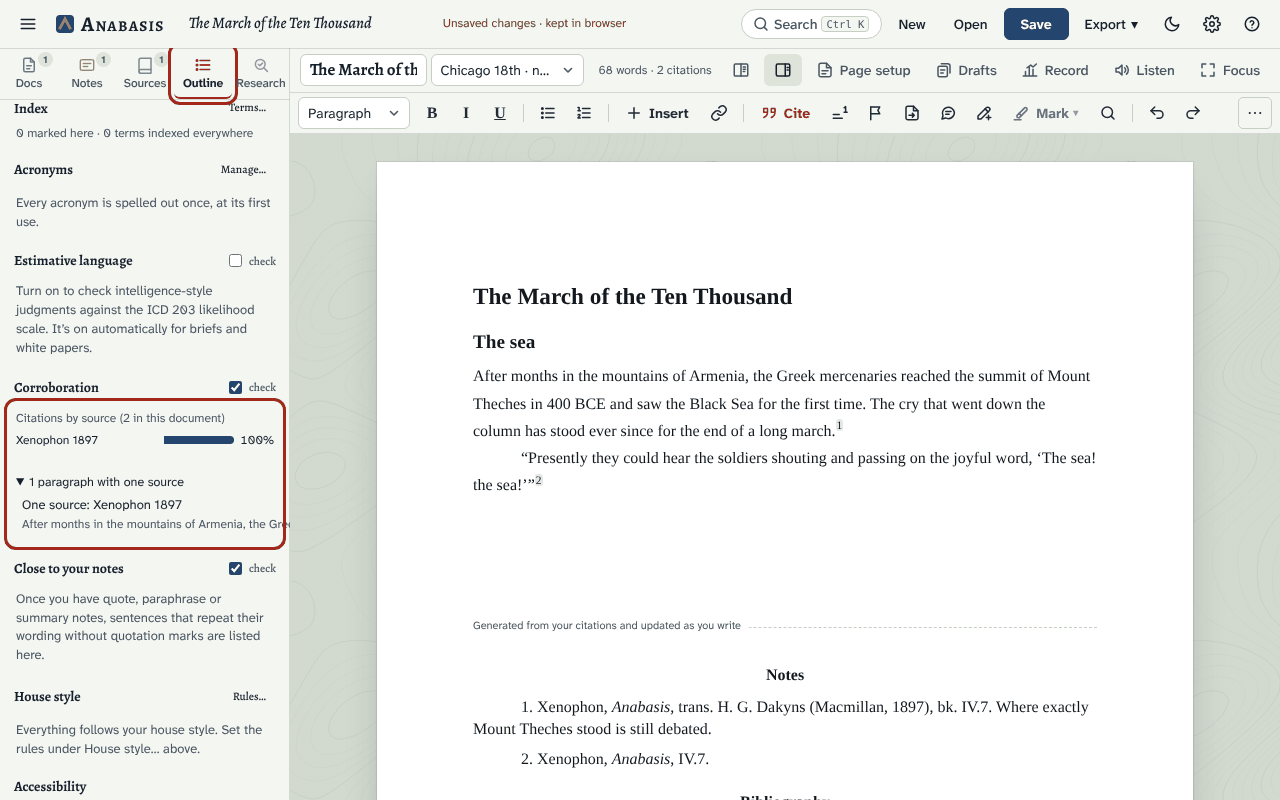 Anabasis
The March of the Ten Thousand
Unsaved changes · kept in browser
Search Ctrl K
New
Open
Save
Export ▾
Docs 1
Notes 1
Sources 1
Outline
Research
The March of th
Chicago 18th · n...
68 words · 2 citations
Page setup
Drafts
Record
Listen
Focus
Paragraph
B I U
Insert
Cite
Mark ▾
Index Terms...
0 marked here · 0 terms indexed everywhere
Acronyms Manage...
Every acronym is spelled out once, at its first
use.
Estimative language check
Turn on to check intelligence-style
judgments against the ICD 203 likelihood
scale. It's on automatically for briefs and
white papers.
Corroboration check
Citations by source (2 in this document)
Xenophon 1897 100%
▼ 1 paragraph with one source
One source: Xenophon 1897
After months in the mountains of Armenia, the Gre
Close to your notes check
Once you have quote, paraphrase or
summary notes, sentences that repeat their
wording without quotation marks are listed
here.
House style Rules...
Everything follows your house style. Set the
rules under House style... above.
Accessibility
The March of the Ten Thousand
The sea
After months in the mountains of Armenia, the Greek mercenaries reached the summit of Mount
Theches in 400 BCE and saw the Black Sea for the first time. The cry that went down the
column has stood ever since for the end of a long march.1
“Presently they could hear the soldiers shouting and passing on the joyful word, ‘The sea!
the sea!’”2
Generated from your citations and updated as you write
Notes
1. Xenophon, Anabasis, trans. H. G. Dakyns (Macmillan, 1897), bk. IV.7. Where exactly
Mount Theches stood is still debated.
2. Xenophon, Anabasis, IV.7.
Bibliography